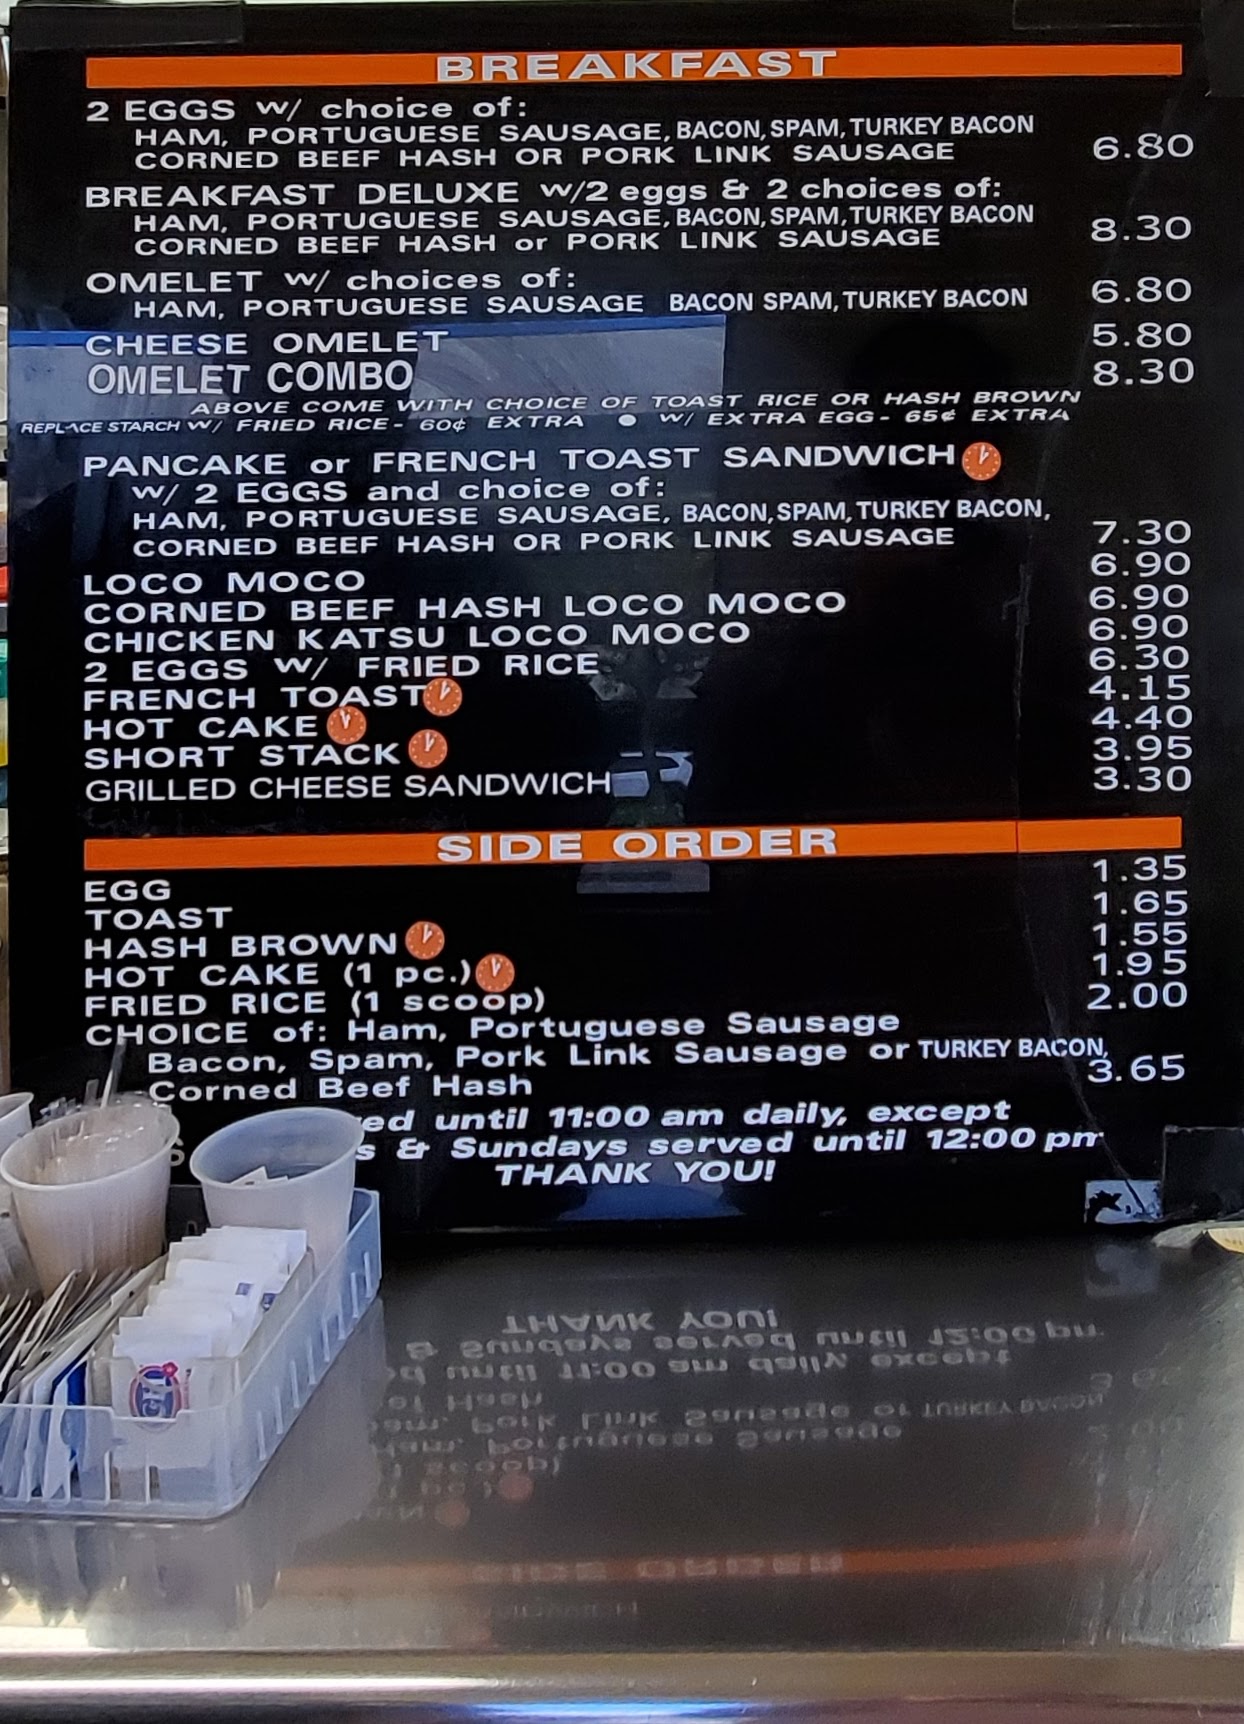 BREAKFAST
2 EGGS w/ choice of:
HAM, PORTUGUESE SAUSAGE, BACON, SPAM, TURKEY BACON
CORNED BEEF HASH OR PORK LINK SAUSAGE 6.80
BREAKFAST DELUXE w/2 eggs & 2 choices of:
HAM, PORTUGUESE SAUSAGE, BACON, SPAM, TURKEY BACON
CORNED BEEF HASH or PORK LINK SAUSAGE 8.30
OMELET w/ choices of:
HAM, PORTUGUESE SAUSAGE BACON SPAM, TURKEY BACON 6.80
CHEESE OMELET 5.80
OMELET COMBO 8.30
ABOVE COME WITH CHOICE OF TOAST RICE OR HASH BROWN
REPLACE STARCH W/ FRIED RICE - 60¢ EXTRA ● W/ EXTRA EGG - 65¢ EXTRA
PANCAKE or FRENCH TOAST SANDWICH
w/ 2 EGGS and choice of:
HAM, PORTUGUESE SAUSAGE, BACON, SPAM, TURKEY BACON,
CORNED BEEF HASH OR PORK LINK SAUSAGE 7.30
LOCO MOCO 6.90
CORNED BEEF HASH LOCO MOCO 6.90
CHICKEN KATSU LOCO MOCO 6.90
2 EGGS W/ FRIED RICE 6.30
FRENCH TOAST 4.15
HOT CAKE 4.40
SHORT STACK 3.95
GRILLED CHEESE SANDWICH 3.30
SIDE ORDER
EGG 1.35
TOAST 1.65
HASH BROWN 1.55
HOT CAKE (1 pc.) 1.95
FRIED RICE (1 scoop) 2.00
CHOICE of: Ham, Portuguese Sausage
Bacon, Spam, Pork Link Sausage or TURKEY BACON,
Corned Beef Hash 3.65
until 11:00 am daily, except
& Sundays served until 12:00 pm
THANK YOU!